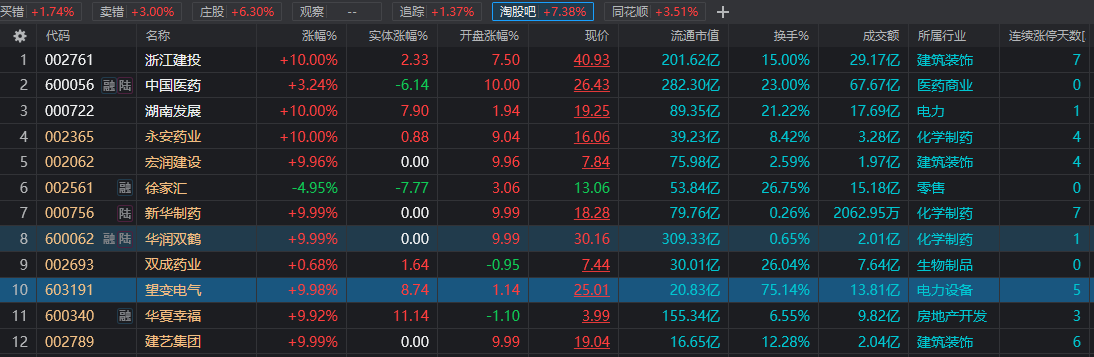 买错 +1.74% 卖错 +3.00% 庄股 +6.30% 观察 -- 追踪 +1.37% 淘股吧 +7.38% 同花顺 +3.51% +
代码 名称 涨幅% 实体涨幅% 开盘涨幅% 现价 流通市值 换手% 成交额 所属行业 连续涨停天数[
1 002761 浙江建投 +10.00% 2.33 7.50 40.93 201.62亿 15.00% 29.17亿 建筑装饰 7
2 600056 融 陆 中国医药 +3.24% -6.14 10.00 26.43 282.30亿 23.00% 67.67亿 医药商业 0
3 000722 湖南发展 +10.00% 7.90 1.94 19.25 89.35亿 21.22% 17.69亿 电力 1
4 002365 永安药业 +10.00% 0.88 9.04 16.06 39.23亿 8.42% 3.28亿 化学制药 4
5 002062 宏润建设 +9.96% 0.00 9.96 7.84 75.98亿 2.59% 1.97亿 建筑装饰 4
6 002561 融 徐家汇 -4.95% -7.77 3.06 13.06 53.84亿 26.75% 15.18亿 零售 0
7 000756 陆 新华制药 +9.99% 0.00 9.99 18.28 79.76亿 0.26% 2062.95万 化学制药 7
8 600062 融 陆 华润双鹤 +9.99% 0.00 9.99 30.16 309.33亿 0.65% 2.01亿 化学制药 1
9 002693 双成药业 +0.68% 1.64 -0.95 7.44 30.01亿 26.04% 7.64亿 生物制品 0
10 603191 望变电气 +9.98% 8.74 1.14 25.01 20.83亿 75.14% 13.81亿 电力设备 5
11 600340 融 华夏幸福 +9.92% 11.14 -1.10 3.99 155.34亿 6.55% 9.82亿 房地产开发 3
12 002789 建艺集团 +9.99% 0.00 9.99 19.04 16.65亿 12.28% 2.04亿 建筑装饰 6